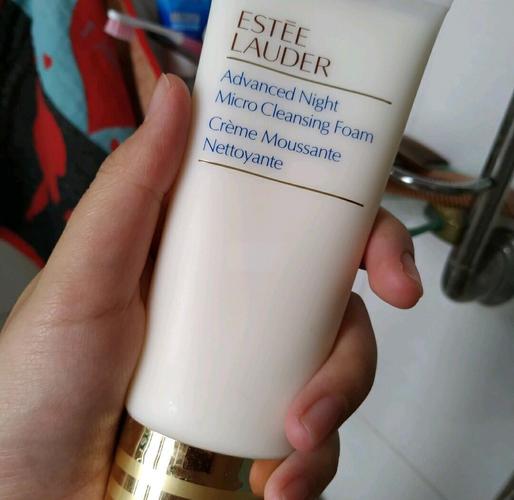 ESTĒE
LAUDER
Advanced Night
Micro Cleansing Foam
Crème Moussante
Nettoyante